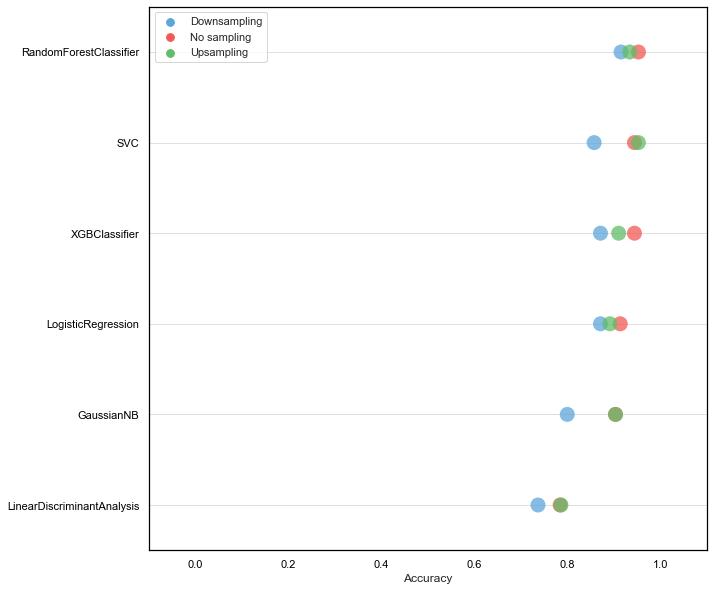 Downsampling
No sampling
Upsampling
RandomForestClassifier
SVC
XGBClassifier
LogisticRegression
GaussianNB
LinearDiscriminantAnalysis
0.0 0.2 0.4 0.6 0.8 1.0
Accuracy